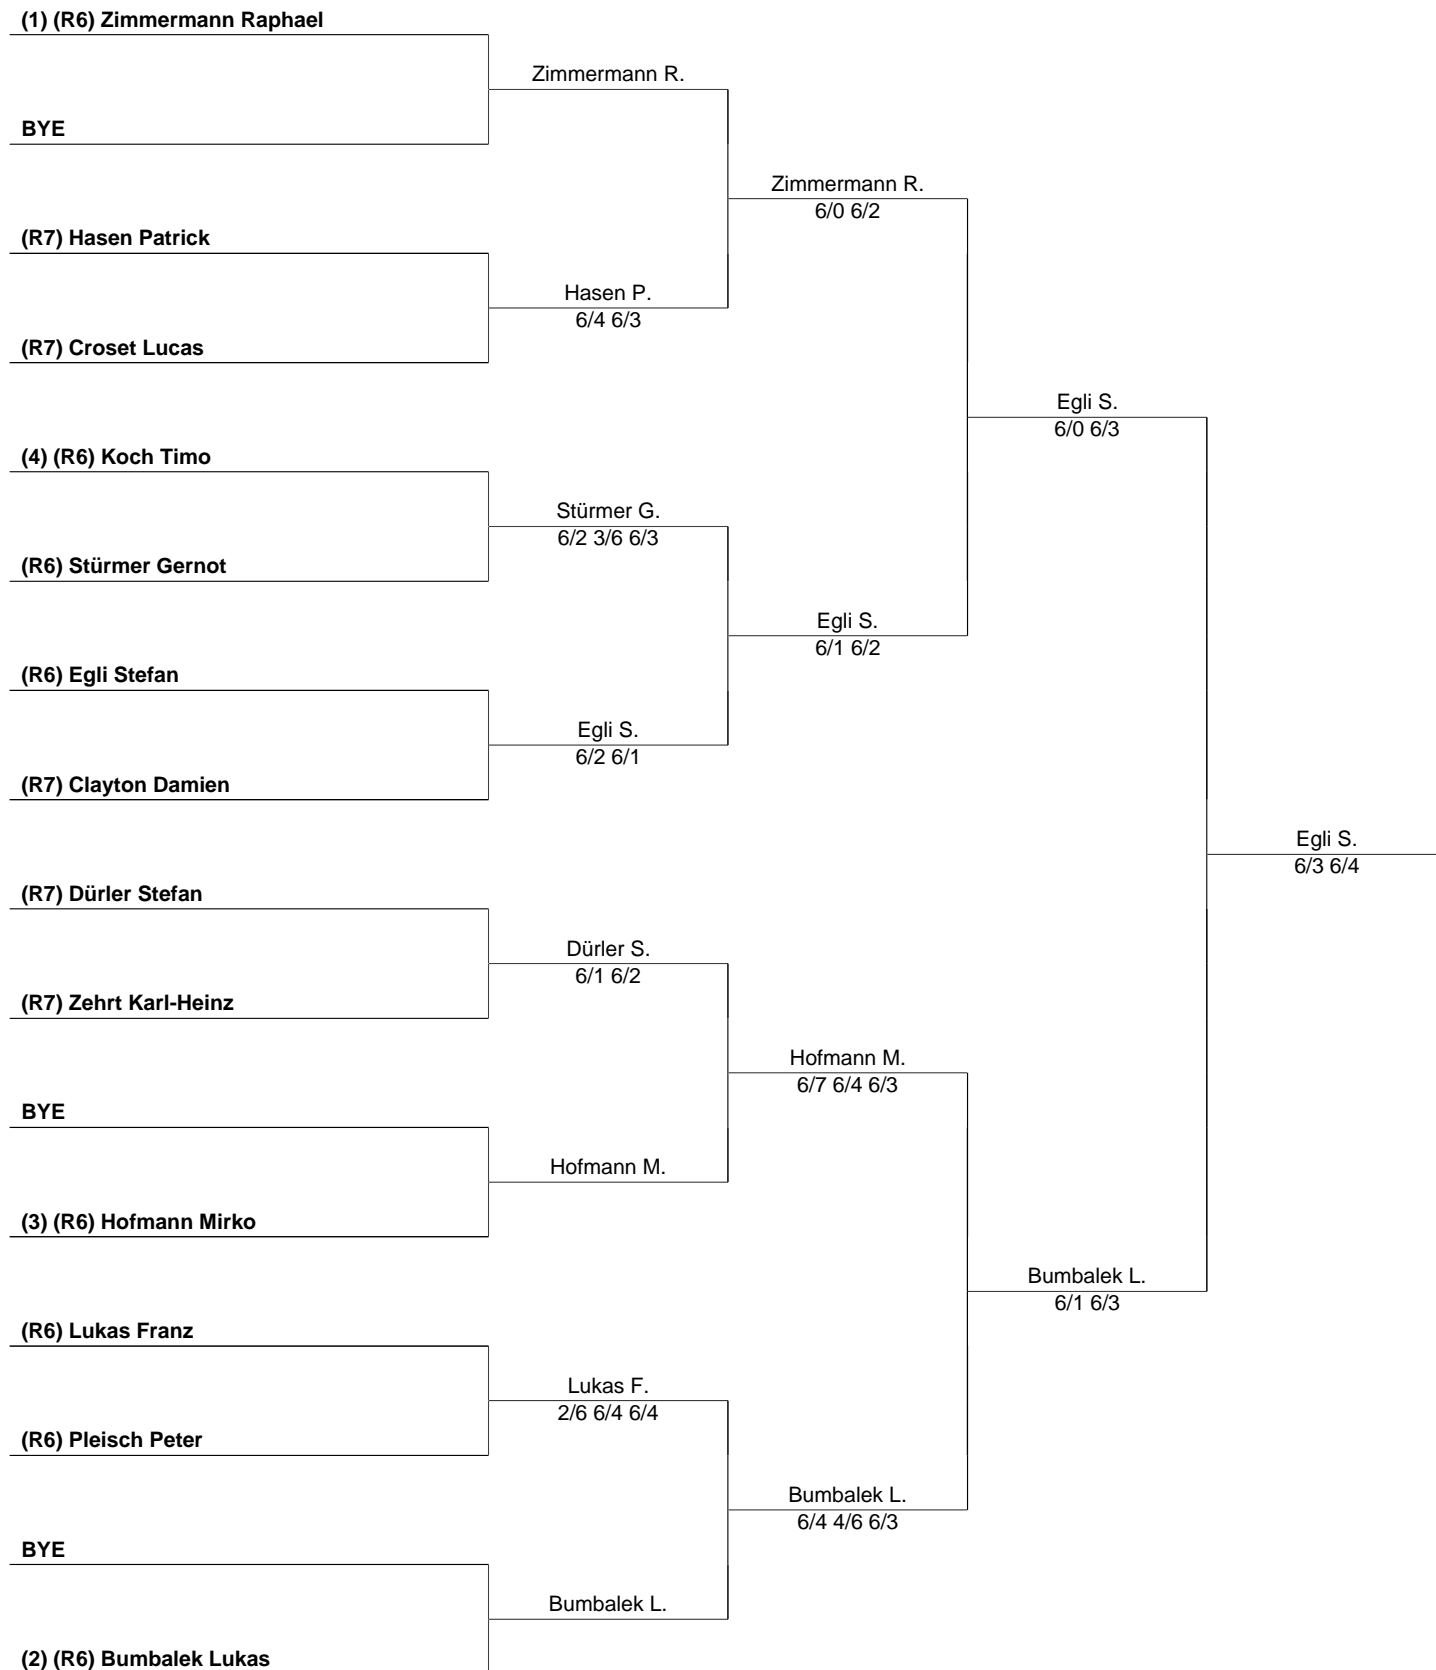 (1) (R6) Zimmermann Raphael
Zimmermann R.
BYE
Zimmermann R.
6/0 6/2
(R7) Hasen Patrick
Hasen P.
6/4 6/3
(R7) Croset Lucas
Egli S.
6/0 6/3
(4) (R6) Koch Timo
Stürmer G.
6/2 3/6 6/3
(R6) Stürmer Gernot
Egli S.
6/1 6/2
(R6) Egli Stefan
Egli S.
6/2 6/1
(R7) Clayton Damien
Egli S.
6/3 6/4
(R7) Dürler Stefan
Dürler S.
6/1 6/2
(R7) Zehrt Karl-Heinz
Hofmann M.
6/7 6/4 6/3
BYE
Hofmann M.
(3) (R6) Hofmann Mirko
Bumbalek L.
6/1 6/3
(R6) Lukas Franz
Lukas F.
2/6 6/4 6/4
(R6) Pleisch Peter
Bumbalek L.
6/4 4/6 6/3
BYE
Bumbalek L.
(2) (R6) Bumbalek Lukas